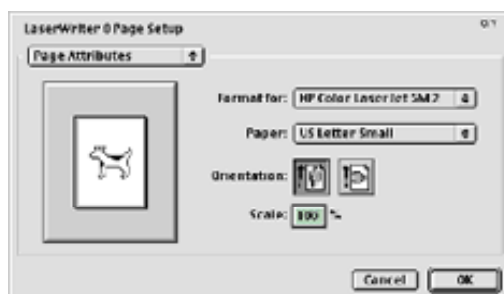 LaserWriter 8 Page Setup
Page Attributes
Format for: HP Color LaserJet
Paper: US Letter Small
Orientation:
Scale: 100 %
Cancel OK